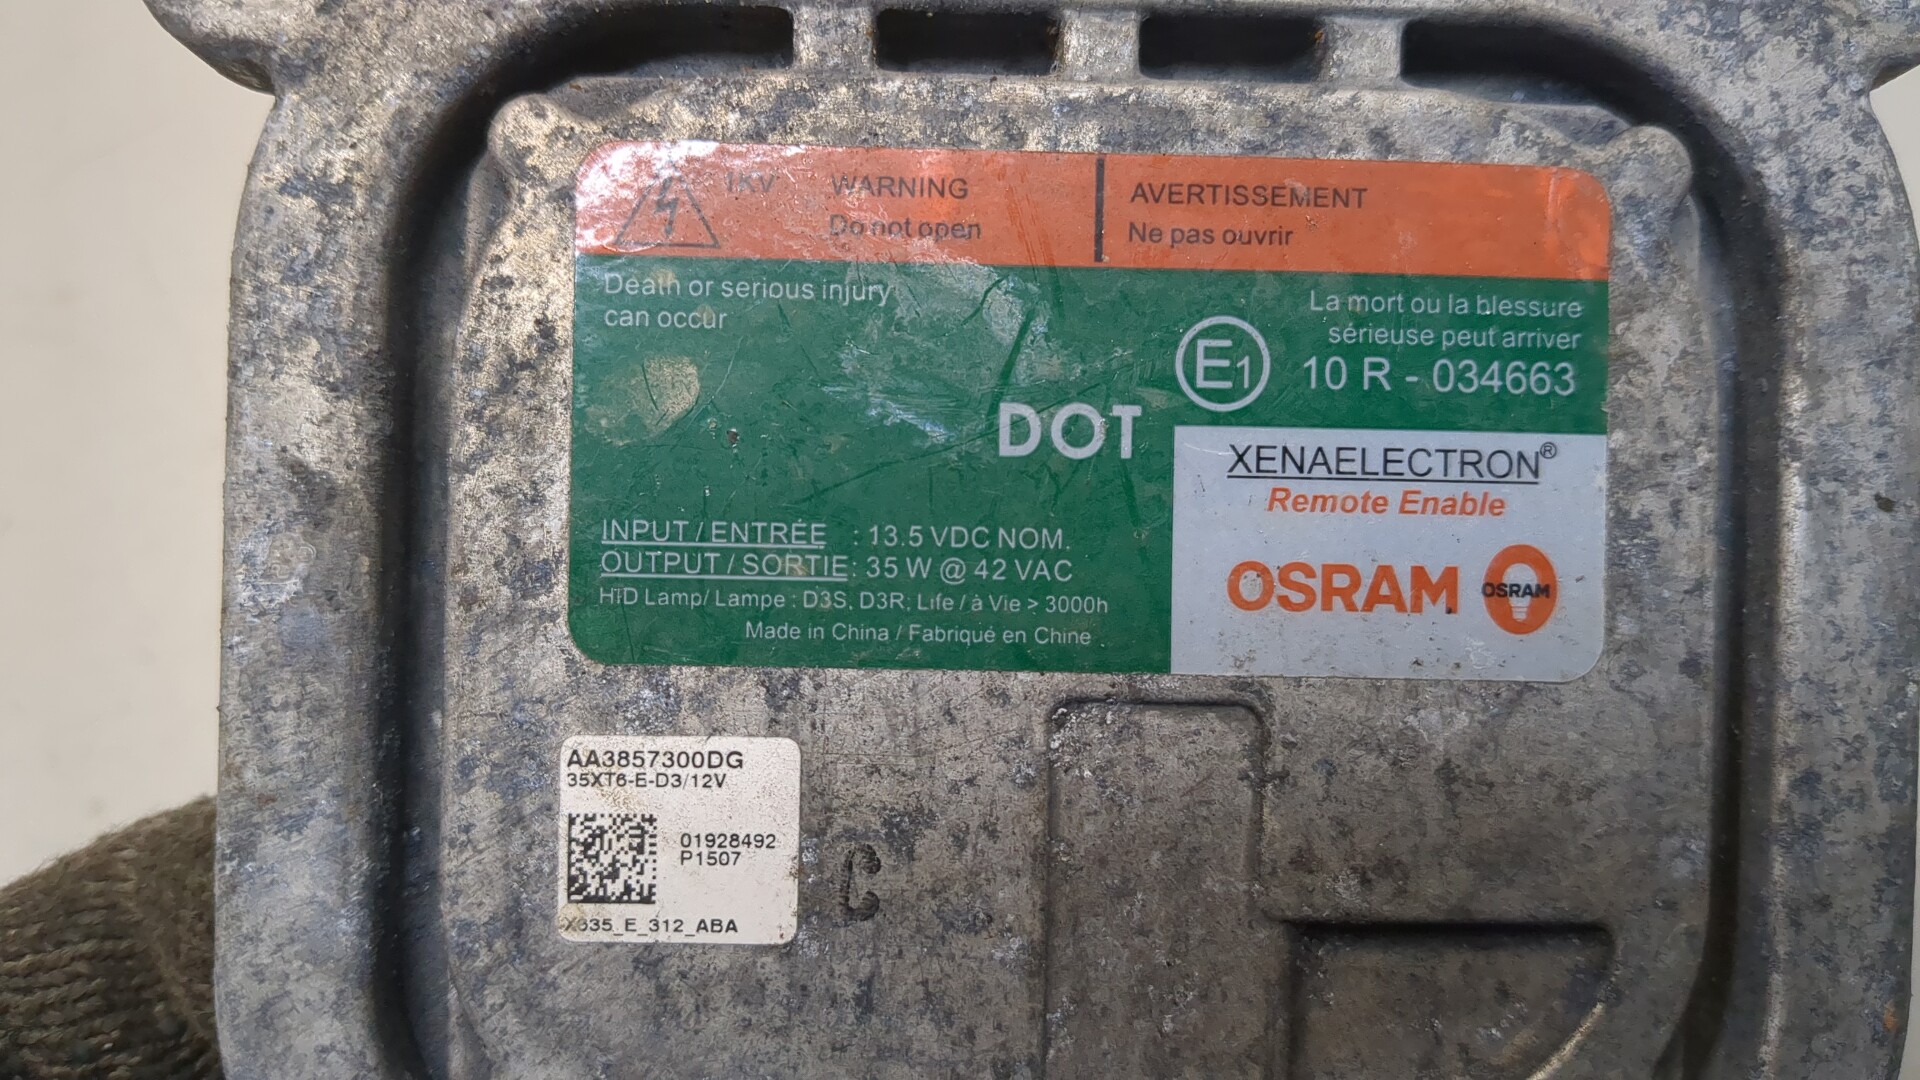 1KV
WARNING
Do not open
AVERTISSEMENT
Ne pas ouvrir
Death or serious injury
can occur
La mort ou la blessure
sérieuse peut arriver
E1 10 R - 034663
DOT
XENAELECTRON®
Remote Enable
INPUT / ENTRÉE : 13.5 VDC NOM.
OUTPUT / SORTIE : 35 W @ 42 VAC
HID Lamp/ Lampe : D3S, D3R; Life / à Vie > 3000h
Made in China / Fabriqué en Chine
OSRAM
OSRAM
AA3857300DG
35XT6-E-D3/12V
01928492
P1507
X635_E_312_ABA
C